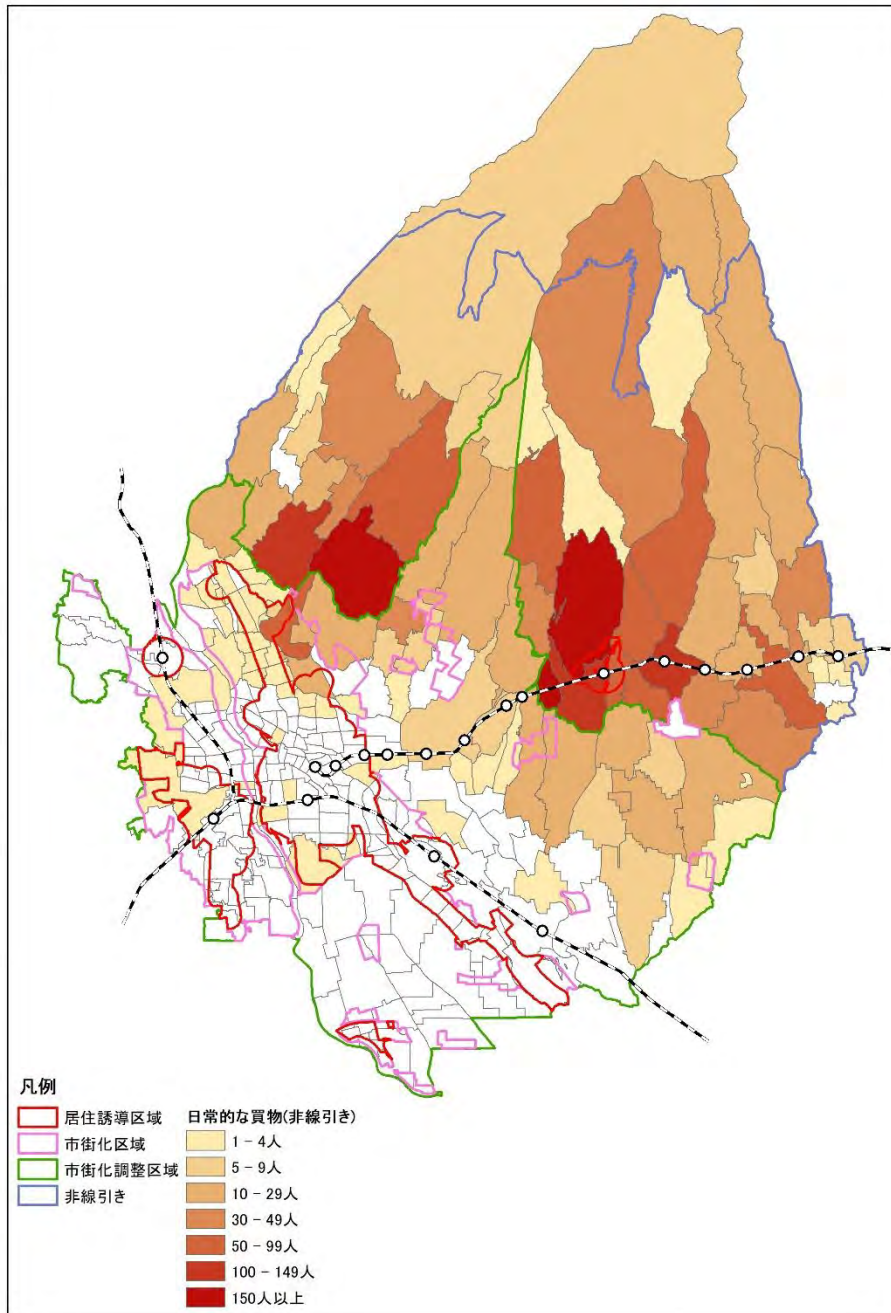 凡例
居住誘導区域
市街化区域
市街化調整区域
非線引き
日常的な買物(非線引き)
1 - 4人
5 - 9人
10 - 29人
30 - 49人
50 - 99人
100 - 149人
150人以上